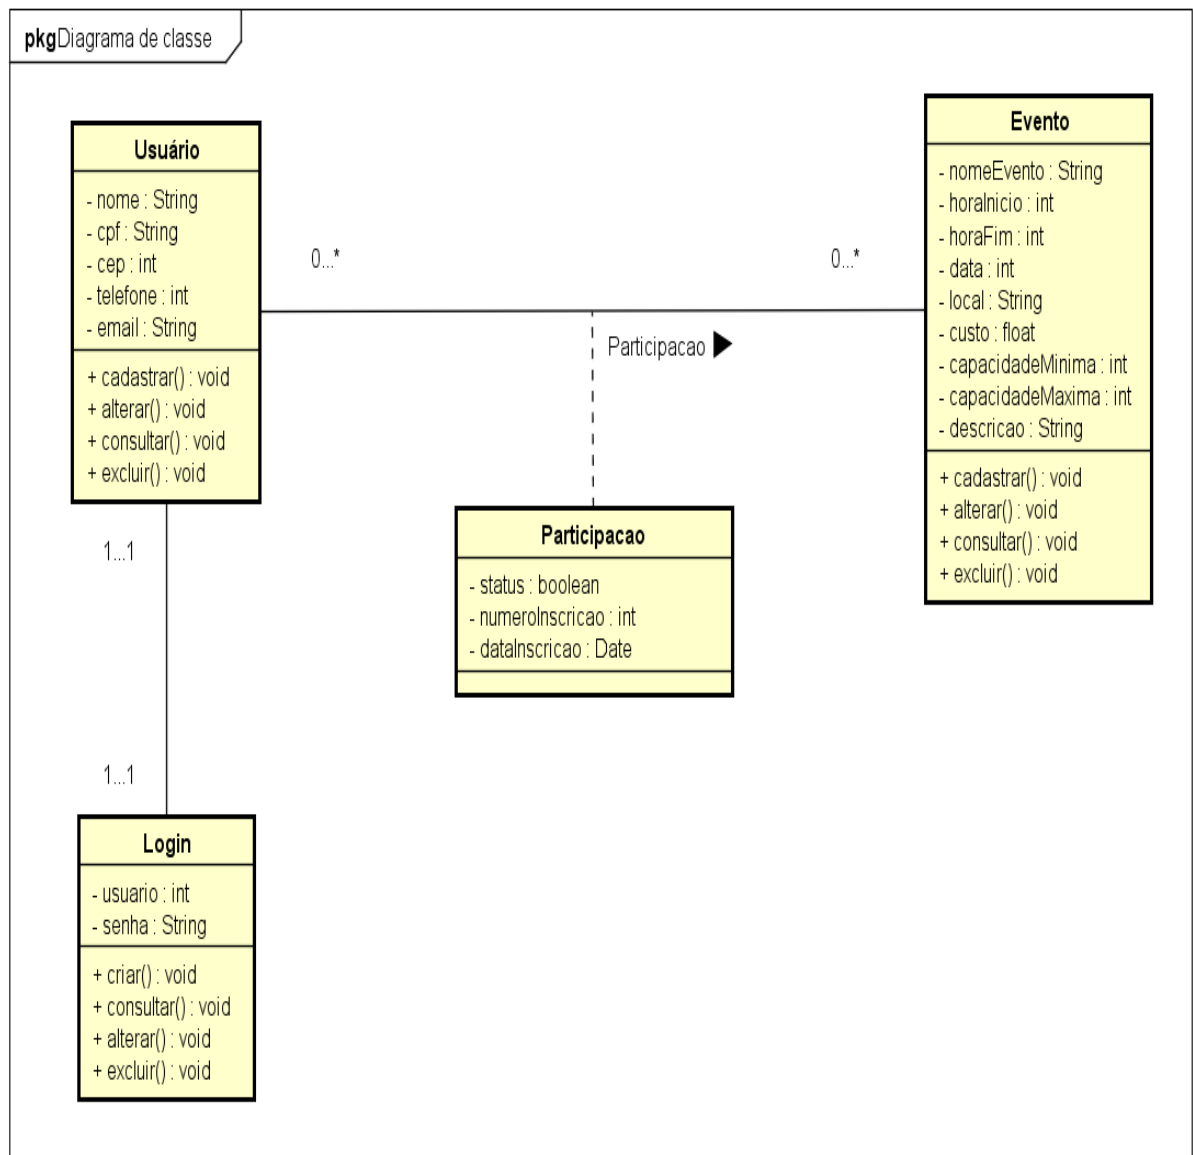 pkg Diagrama de classe
Usuário
- nome : String
- cpf : String
- cep : int
- telefone : int
- email : String
+ cadastrar() : void
+ alterar() : void
+ consultar() : void
+ excluir() : void
0...*
0...*
Participacao
Evento
- nomeEvento : String
- horaInicio : int
- horaFim : int
- data : int
- local : String
- custo : float
- capacidadeMinima : int
- capacidadeMaxima : int
- descricao : String
+ cadastrar() : void
+ alterar() : void
+ consultar() : void
+ excluir() : void
Participacao
- status : boolean
- numeroInscricao : int
- dataInscricao : Date
1...1
1...1
Login
- usuario : int
- senha : String
+ criar() : void
+ consultar() : void
+ alterar() : void
+ excluir() : void